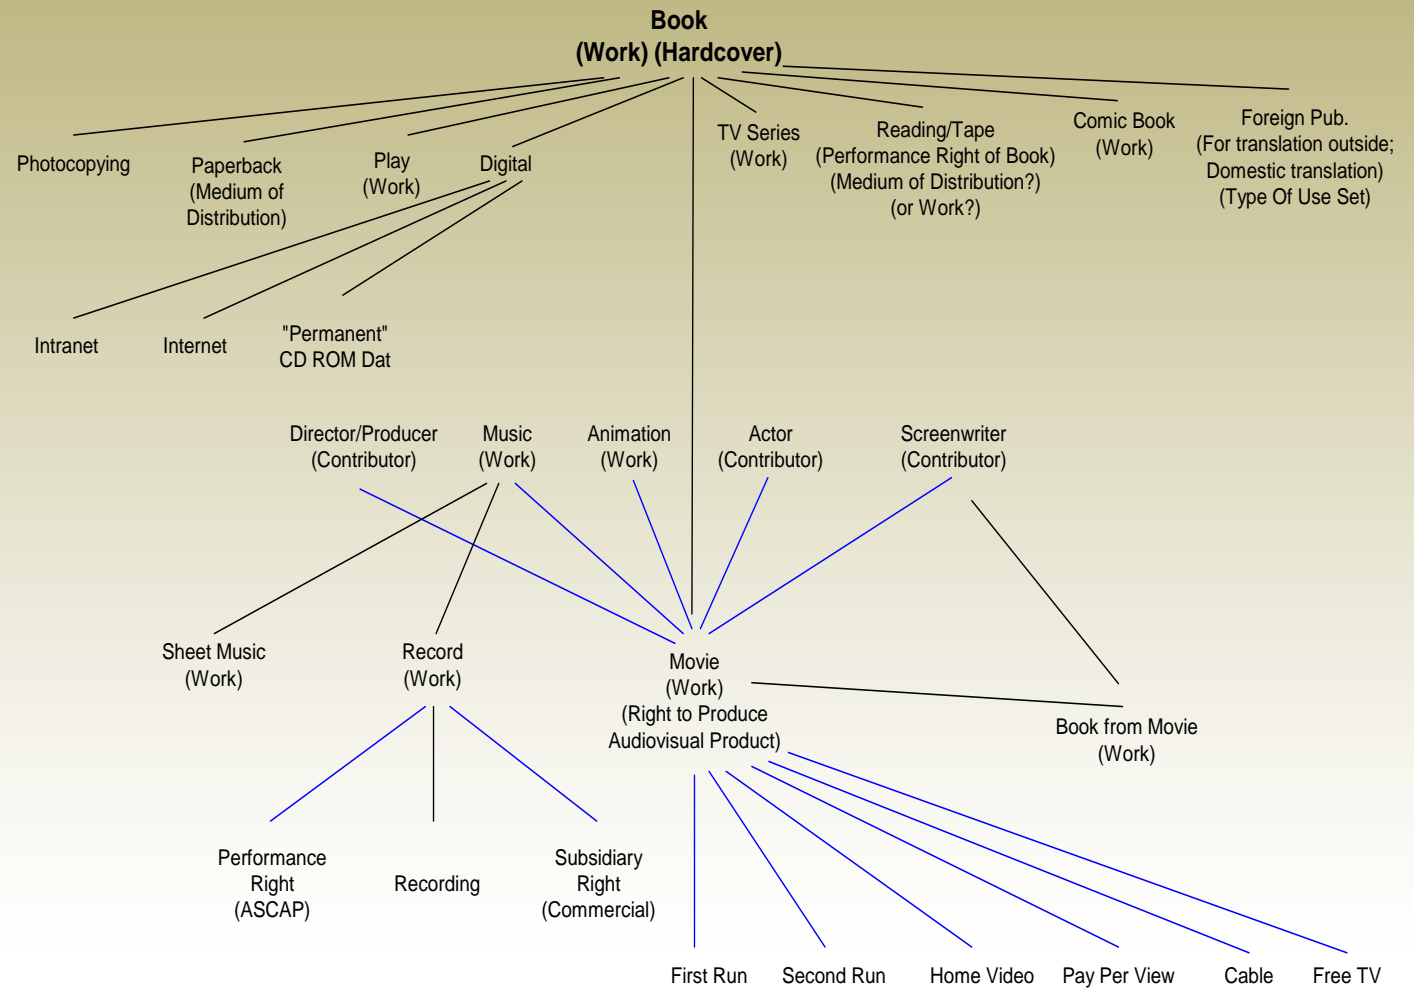 Book
(Work) (Hardcover)
Photocopying
Paperback
(Medium of
Distribution)
Play
(Work)
Digital
TV Series
(Work)
Reading/Tape
(Performance Right of Book)
(Medium of Distribution?)
(or Work?)
Comic Book
(Work)
Foreign Pub.
(For translation outside;
Domestic translation)
(Type Of Use Set)
Intranet
Internet
"Permanent"
CD ROM Dat
Director/Producer
(Contributor)
Music
(Work)
Animation
(Work)
Actor
(Contributor)
Screenwriter
(Contributor)
Sheet Music
(Work)
Record
(Work)
Movie
(Work)
(Right to Produce
Audiovisual Product)
Book from Movie
(Work)
Performance
Right
(ASCAP)
Recording
Subsidiary
Right
(Commercial)
First Run
Second Run
Home Video
Pay Per View
Cable
Free TV